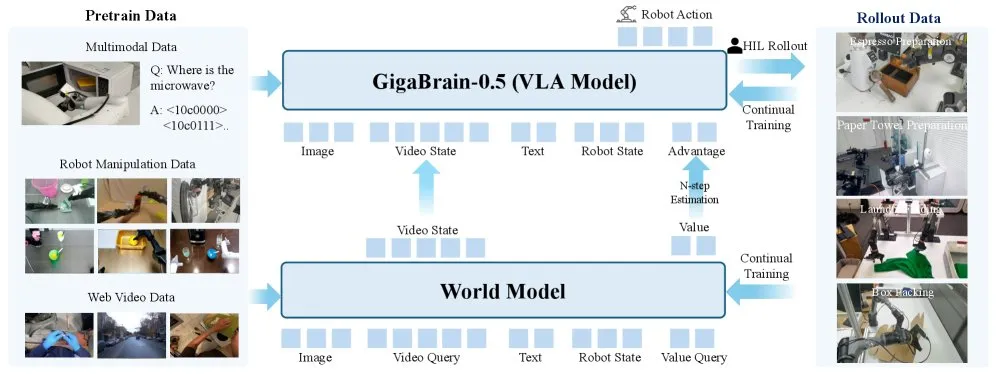 Pretrain Data
Multimodal Data
Q: Where is the
microwave?
A: <10c0000>
<10c0111>..
Robot Manipulation Data
Web Video Data
Robot Action
GigaBrain-0.5 (VLA Model)
Image
Video State
Text
Robot State
Advantage
N-step
Estimation
Video State
Value
World Model
Image
Video Query
Text
Robot State
Value Query
HIL Rollout
Continual
Training
Continual
Training
Rollout Data
Espresso Preparation
Paper Towel Preparation
Box Packing